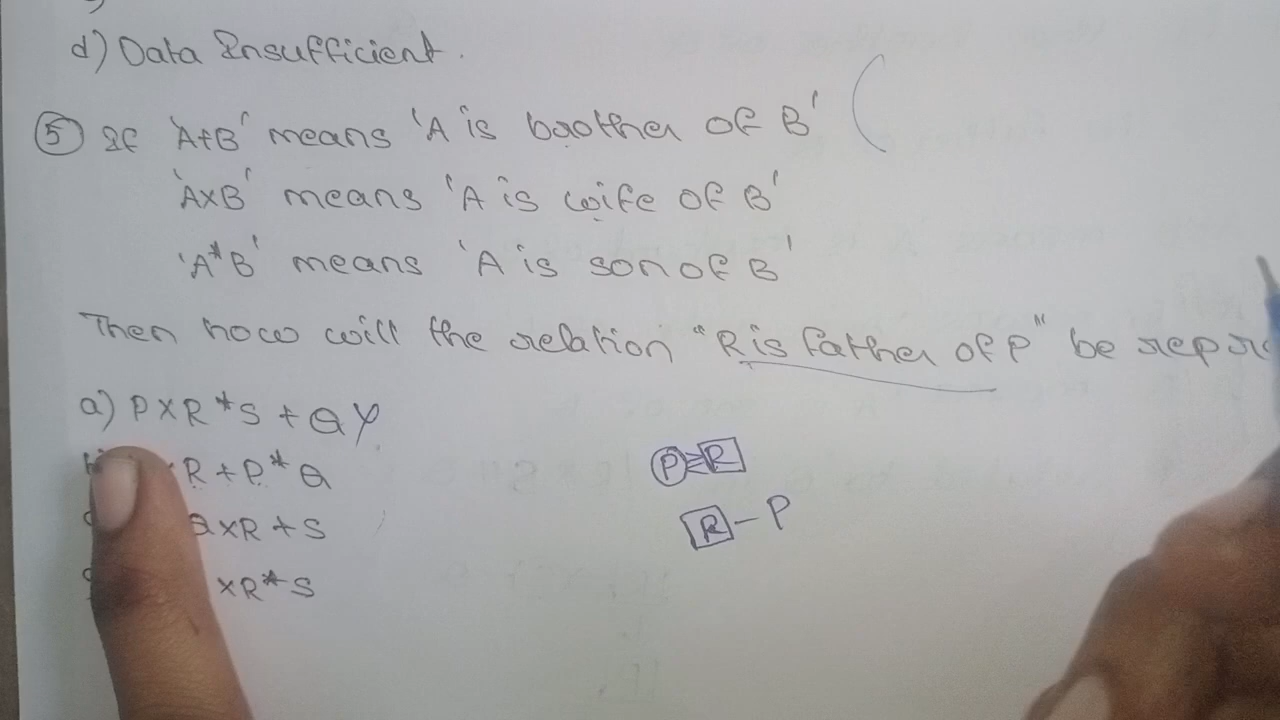 d) Data Insufficient.
⑤ If 'A+B' means 'A is brother of B' (
'A×B' means 'A is wife of B'
'A*B' means 'A is son of B'
Then how will the relation "R is father of P" be repre
a) P×R*S+Q
R+P*Q
Q×R+S
×R*S
P=R
R-P